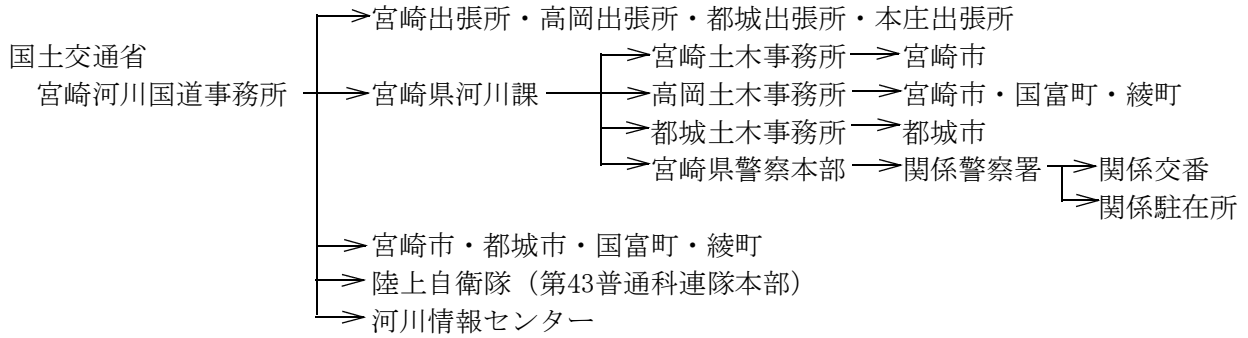 宮崎出張所・高岡出張所・都城出張所・本庄出張所
国土交通省
宮崎土木事務所 宮崎市
宮崎河川国道事務所 宮崎県河川課 高岡土木事務所 宮崎市・国富町・綾町
都城土木事務所 都城市
宮崎県警察本部 関係警察署 関係交番
関係駐在所
宮崎市・都城市・国富町・綾町
陸上自衛隊（第43普通科連隊本部）
河川情報センター